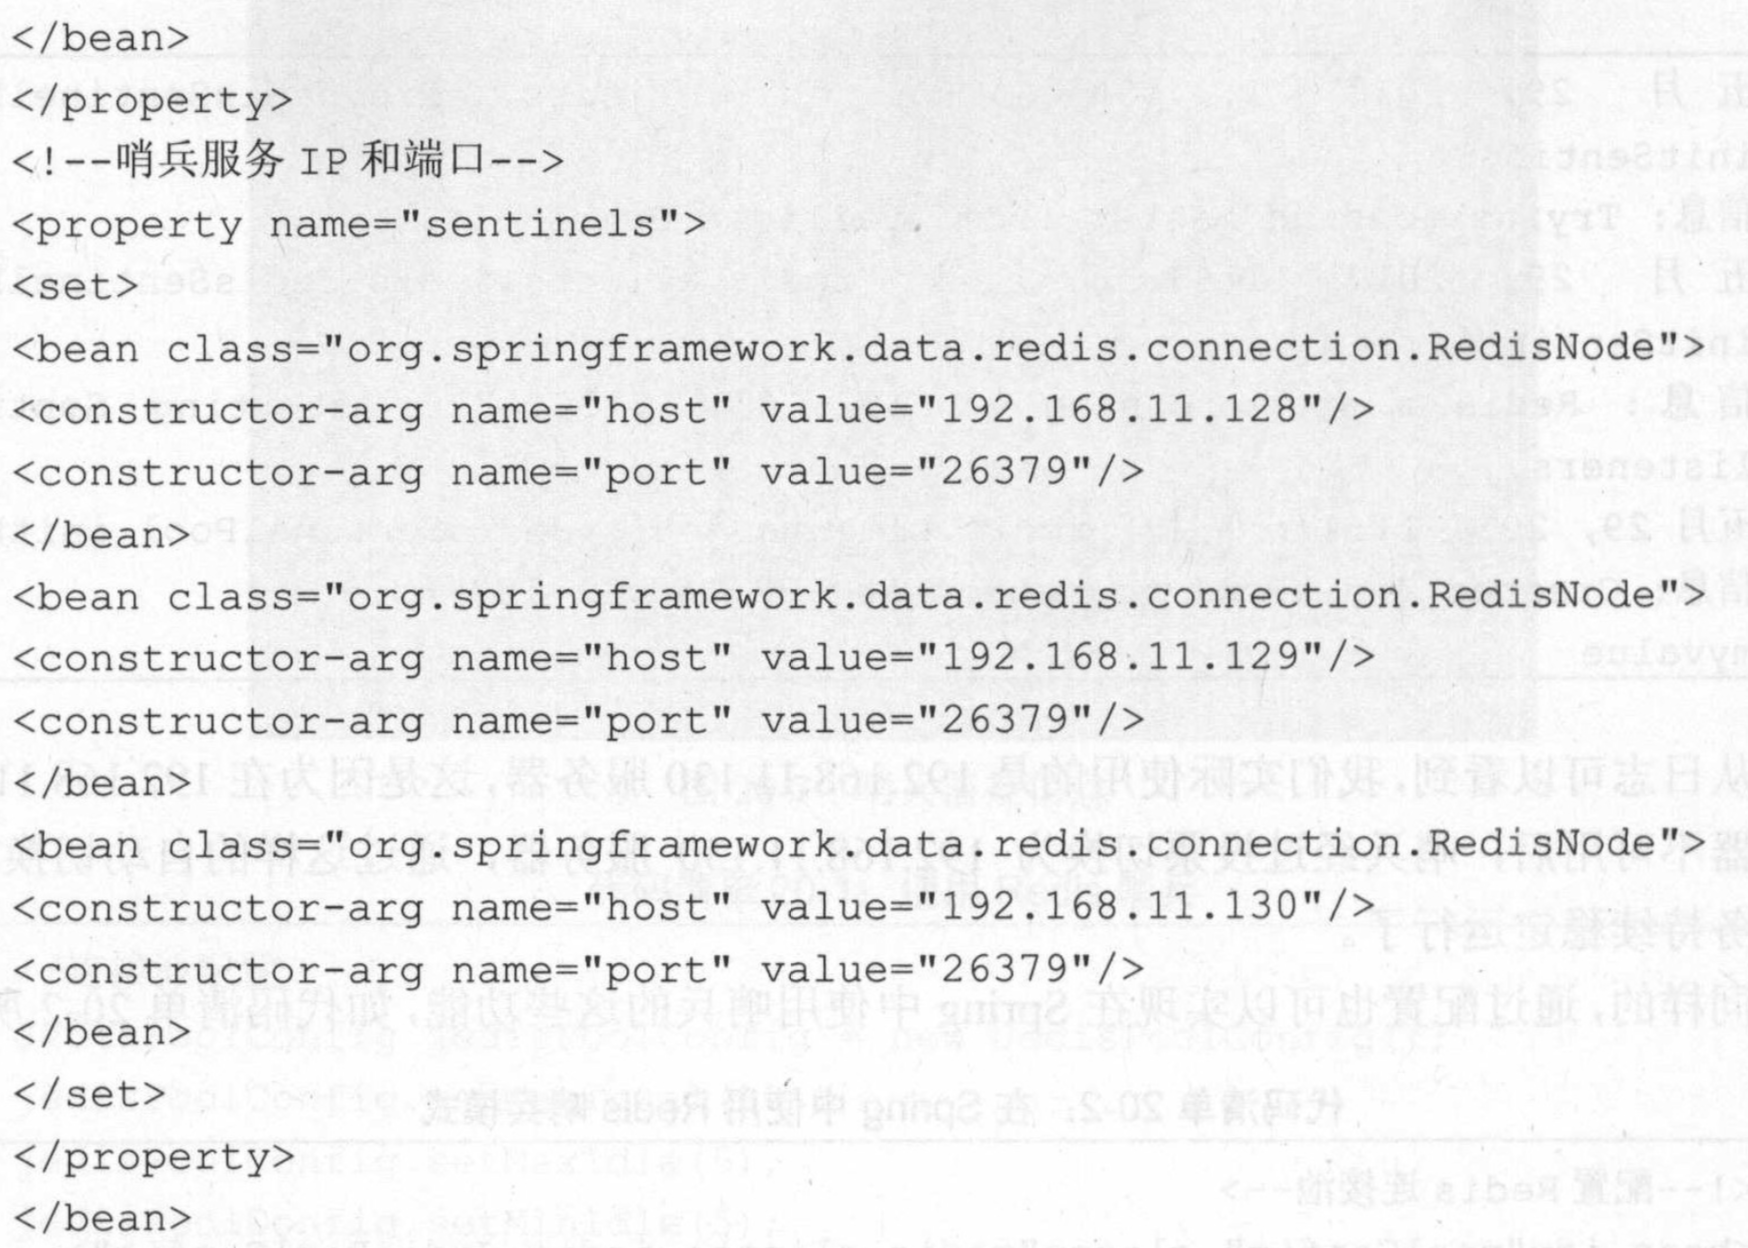 </bean>
</property>
<!--哨兵服务 IP 和端口-->
<property name="sentinels">
<set>
<bean class="org.springframework.data.redis.connection.RedisNode">
<constructor-arg name="host" value="192.168.11.128"/>
<constructor-arg name="port" value="26379"/>
</bean>
<bean class="org.springframework.data.redis.connection.RedisNode">
<constructor-arg name="host" value="192.168.11.129"/>
<constructor-arg name="port" value="26379"/>
</bean>
<bean class="org.springframework.data.redis.connection.RedisNode">
<constructor-arg name="host" value="192.168.11.130"/>
<constructor-arg name="port" value="26379"/>
</bean>
</set>
</property>
</bean>